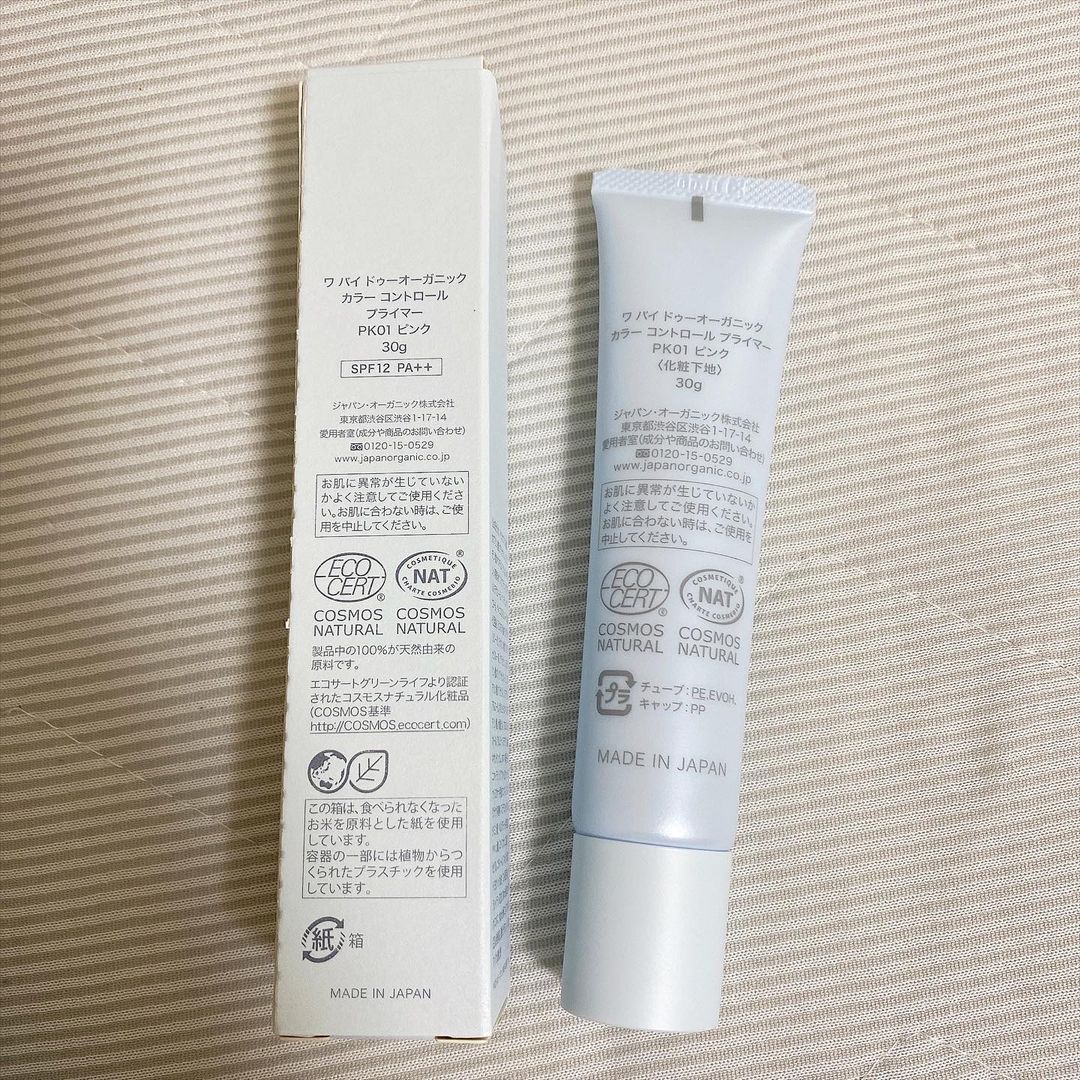 ワ バイ ドゥーオーガニック
カラー コントロール
プライマー
PK01 ピンク
30g
SPF12 PA++
ジャパン・オーガニック株式会社
東京都渋谷区渋谷1-17-14
愛用者室(成分や商品のお問い合わせ)
0120-15-0529
www.japanorganic.co.jp
お肌に異常が生じていない
かよく注意してご使用くださ
い。お肌に合わない時は、ご使
用を中止してください。
ECO
CERT
®
COSMOS
NATURAL
COSMETIQUE
NAT
CHARTE COSMEBIO
®
COSMOS
NATURAL
製品中の100%が天然由来の
原料です。
エコサートグリーンライフより認証
されたコスモスナチュラル化粧品
(COSMOS基準
http://COSMOS.ecocert.com)
この箱は、食べられなくなった
お米を原料とした紙を使用
しています。
容器の一部には植物からつ
くられたプラスチックを使用
しています。
紙 箱
MADE IN JAPAN
ワ バイ ドゥーオーガニック
カラー コントロール プライマー
PK01 ピンク
〈化粧下地〉
30g
ジャパン・オーガニック株式会社
東京都渋谷区渋谷1-17-14
愛用者室(成分や商品のお問い合わせ)
0120-15-0529
www.japanorganic.co.jp
お肌に異常が生じていないか
よく注意してご使用ください。
お肌に合わない時は、ご使用を
中止してください。
ECO
CERT
®
COSMOS
NATURAL
COSMETIQUE
NAT
CHARTE COSMEBIO
®
COSMOS
NATURAL
プラ
チューブ:PE.EVOH.
キャップ:PP
MADE IN JAPAN